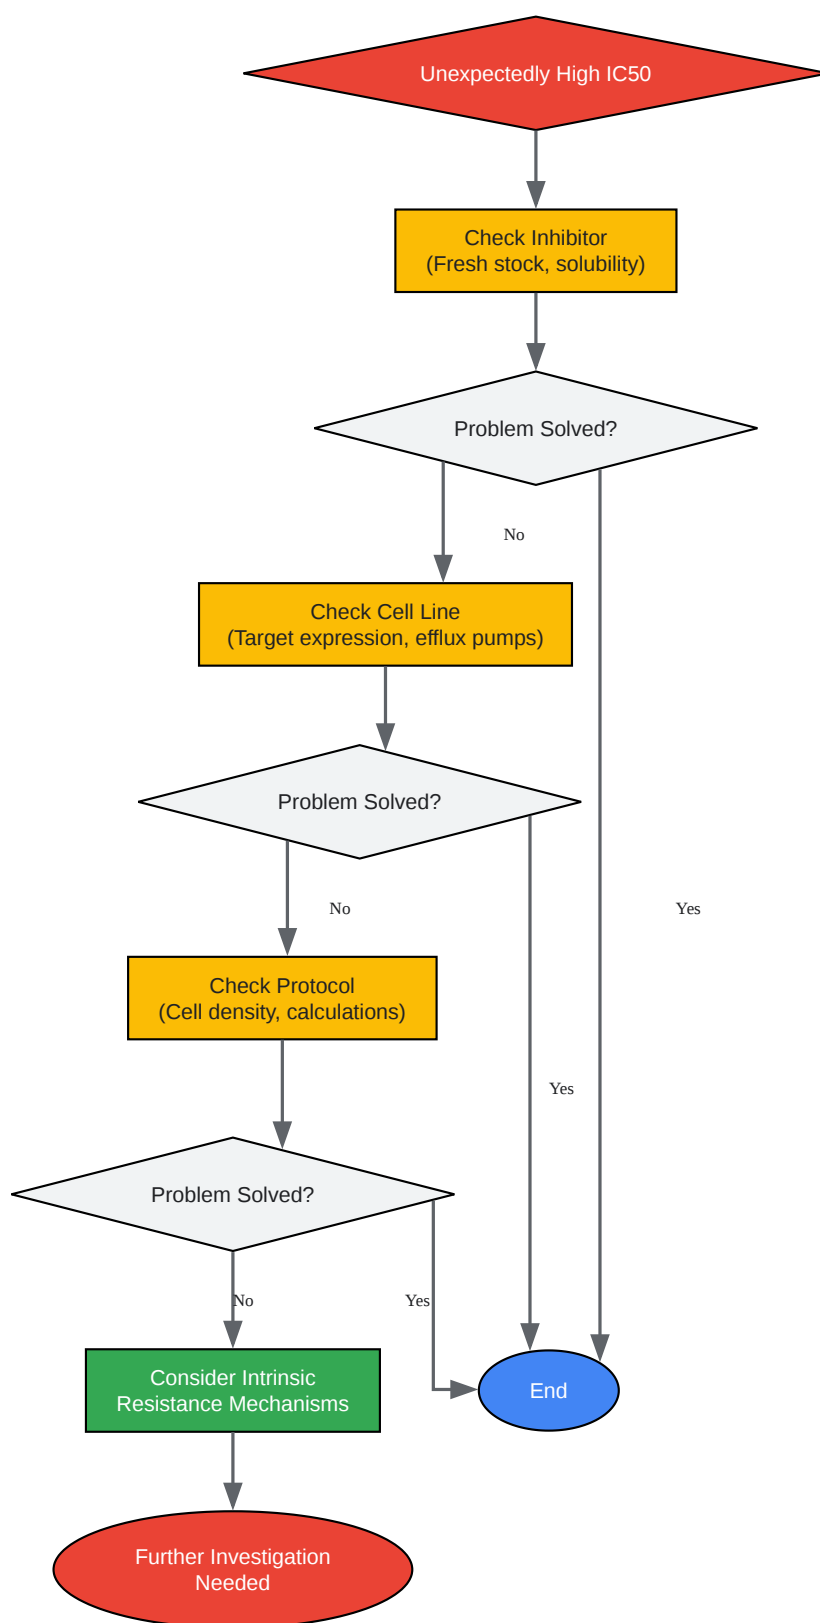 Unexpectedly High IC50
Check Inhibitor
(Fresh stock, solubility)
Problem Solved?
No
Check Cell Line
(Target expression, efflux pumps)
Problem Solved?
No
Yes
Check Protocol
(Cell density, calculations)
Yes
Problem Solved?
No
Yes
Consider Intrinsic
Resistance Mechanisms
End
Further Investigation
Needed